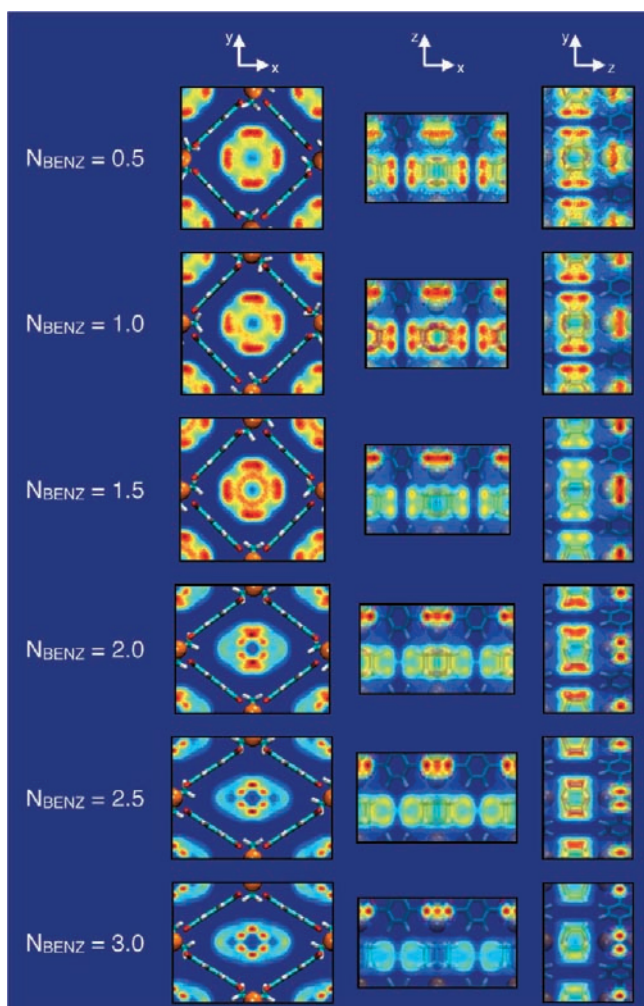 y x
z x
y z
NBENZ = 0.5
NBENZ = 1.0
NBENZ = 1.5
NBENZ = 2.0
NBENZ = 2.5
NBENZ = 3.0